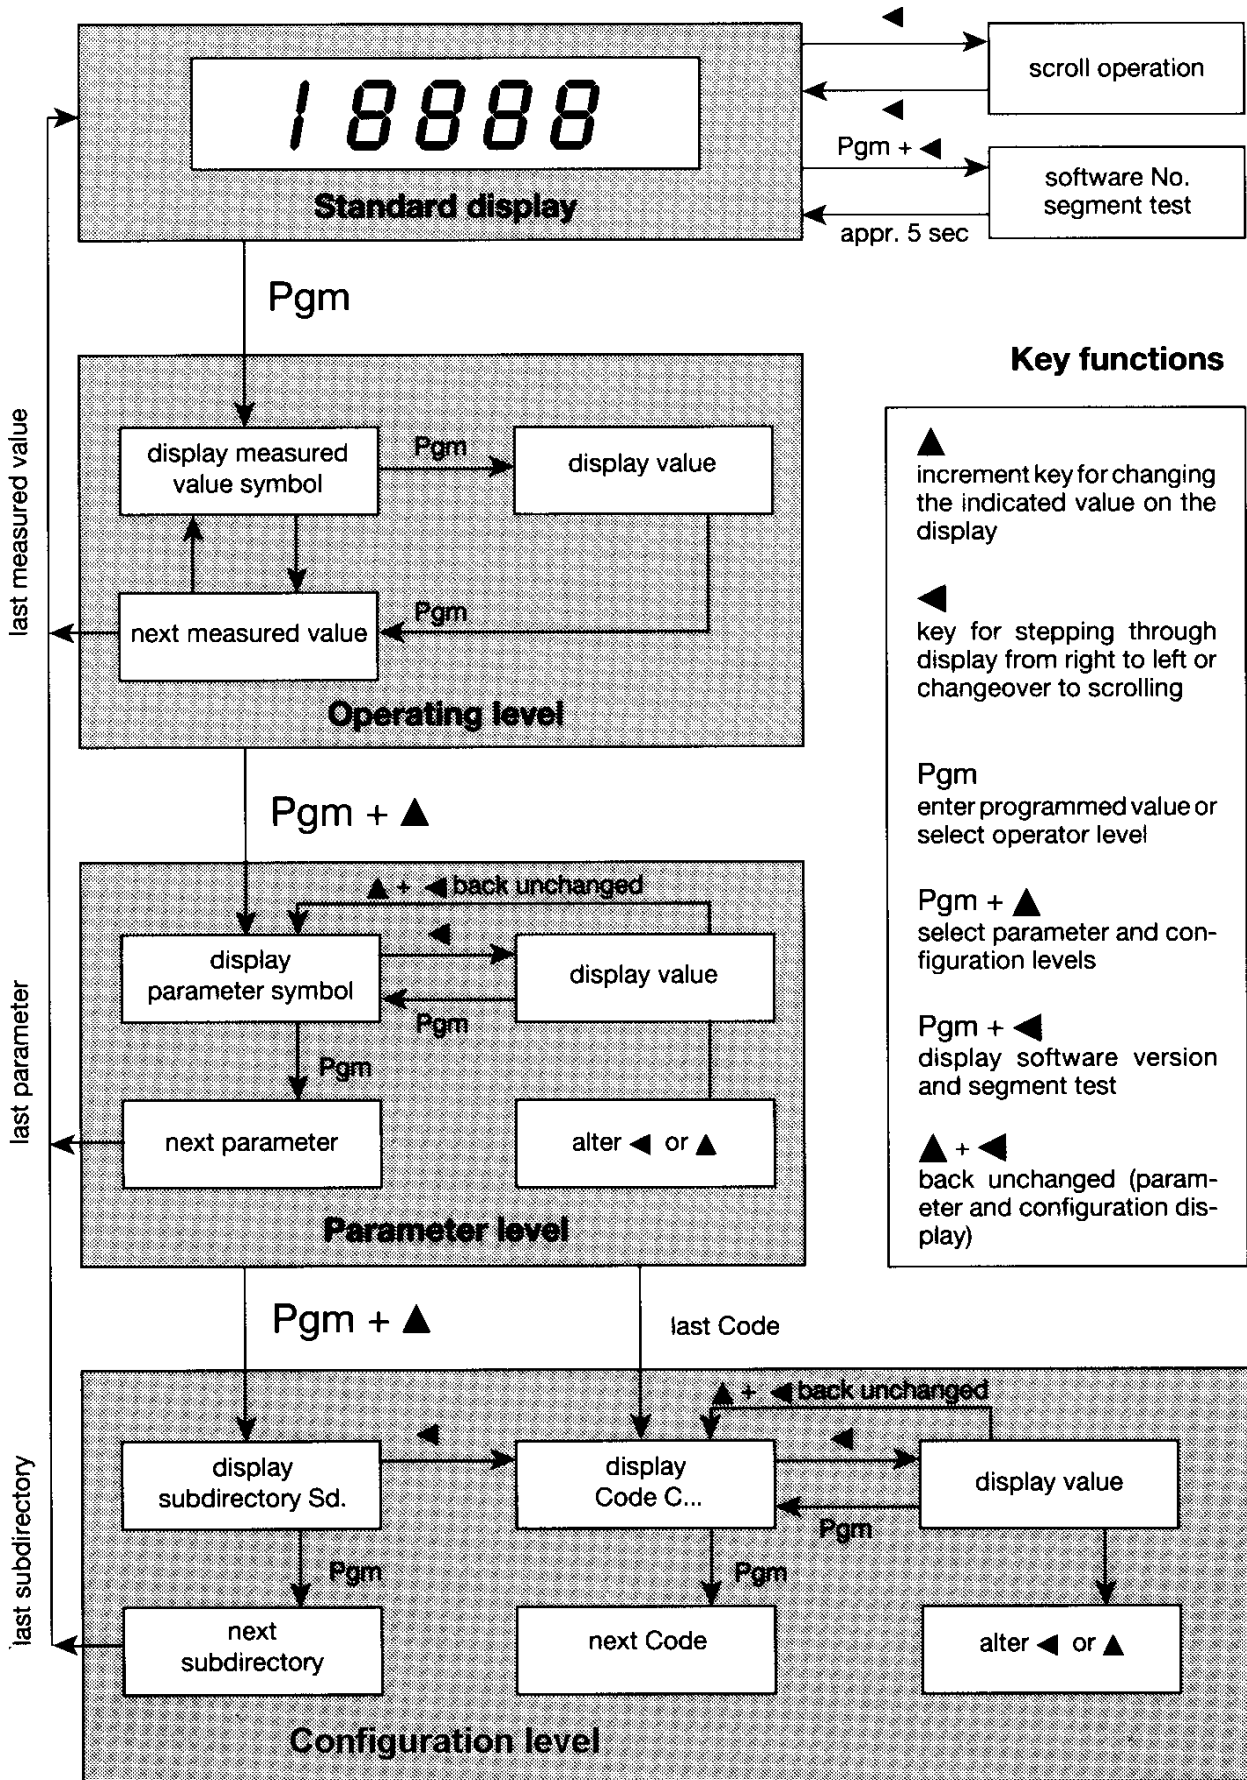 ◄
scroll operation
18888
◄
Pgm + ◄
software No.
segment test
Standard display
appr. 5 sec
Pgm
Key functions
▲
increment key for changing
the indicated value on the
display
◄
key for stepping through
display from right to left or
changeover to scrolling
Pgm
enter programmed value or
select operator level
Pgm + ▲
select parameter and con-
figuration levels
Pgm + ◄
display software version
and segment test
▲ + ◄
back unchanged (param-
eter and configuration dis-
play)
last measured value
display measured
value symbol
Pgm
display value
next measured value
Pgm
Operating level
Pgm + ▲
last parameter
▲ + ◄ back unchanged
display
parameter symbol
◄
display value
Pgm
Pgm
next parameter
alter ◄ or ▲
Parameter level
Pgm + ▲
last Code
last subdirectory
▲ + ◄ back unchanged
display
subdirectory Sd.
◄
display
Code C...
◄
display value
Pgm
Pgm
Pgm
next
subdirectory
next Code
alter ◄ or ▲
Configuration level